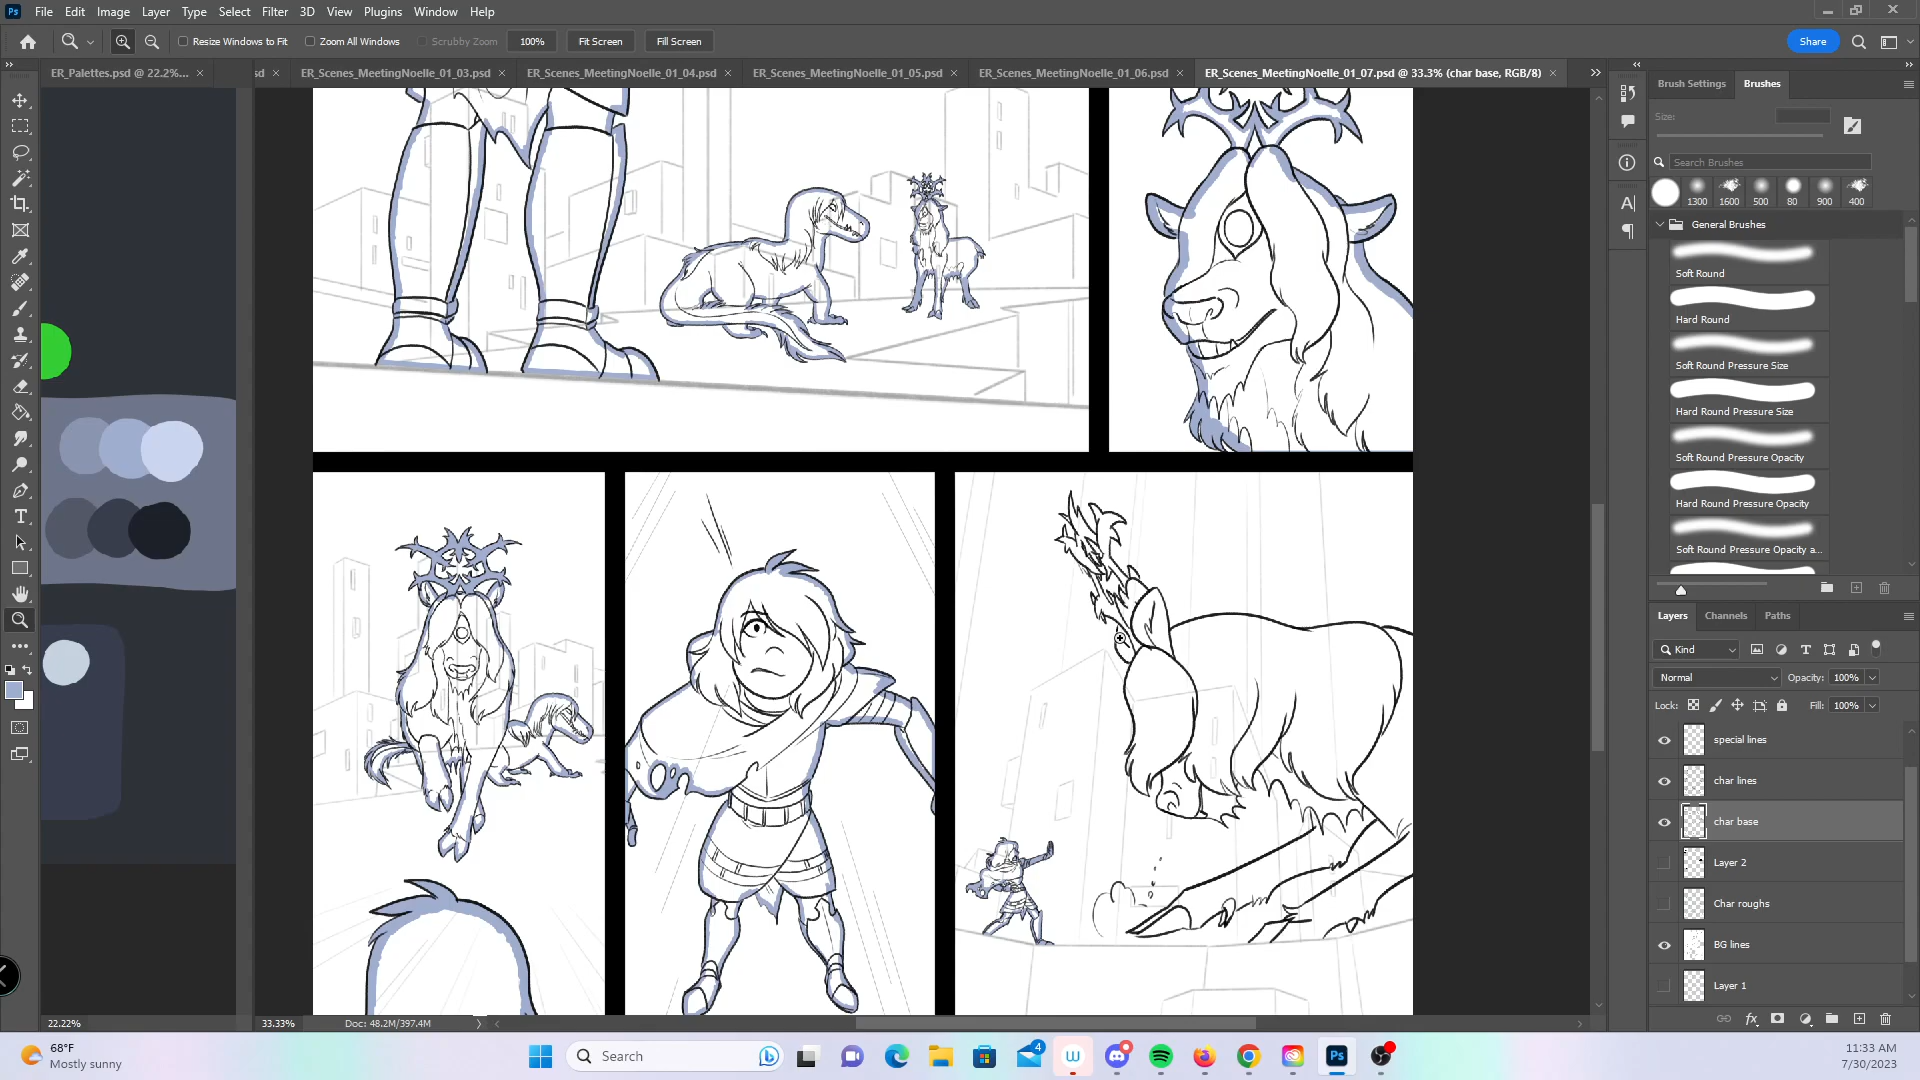 Ps File Edit Image Layer Type Select Filter 3D View Plugins Window Help
Resize Windows to Fit Zoom All Windows Scrubby Zoom 100% Fit Screen Fill Screen Share
ER_Palettes.psd @ 22.2%... × sd × ER_Scenes_MeetingNoelle_01_03.psd × ER_Scenes_MeetingNoelle_01_04.psd × ER_Scenes_MeetingNoelle_01_05.psd × ER_Scenes_MeetingNoelle_01_06.psd × ER_Scenes_MeetingNoelle_01_07.psd @ 33.3% (char base, RGB/8) ×
Brush Settings Brushes
Size:
Search Brushes
1300 1600 500 80 900 400
General Brushes
Soft Round
Hard Round
Soft Round Pressure Size
Hard Round Pressure Size
Soft Round Pressure Opacity
Hard Round Pressure Opacity
Soft Round Pressure Opacity a...
Layers Channels Paths
Kind
Normal Opacity: 100%
Lock: Fill: 100%
special lines
char lines
char base
Layer 2
Char roughs
BG lines
Layer 1
22.22% 33.33% Doc: 48.2M/397.4M
68°F
Mostly sunny
Search
4
Ps
11:33 AM
7/30/2023